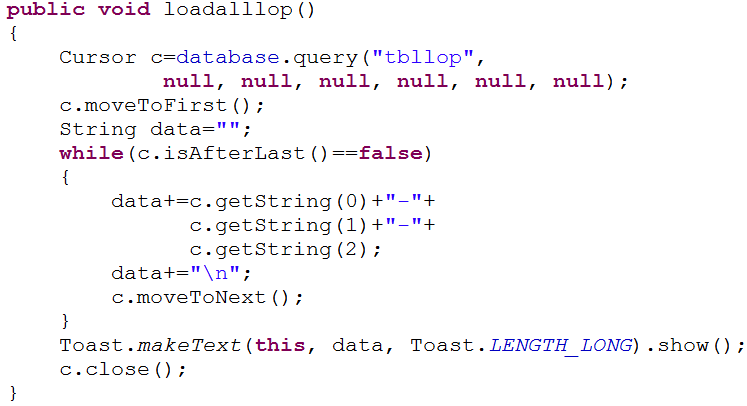 public void loadalllop()
{
    Cursor c=database.query("tbllop",
            null, null, null, null, null, null);
    c.moveToFirst();
    String data="";
    while(c.isAfterLast()==false)
    {
        data+=c.getString(0)+"-"+
              c.getString(1)+"-"+
              c.getString(2);
        data+="\n";
        c.moveToNext();
    }
    Toast.makeText(this, data, Toast.LENGTH_LONG).show();
    c.close();
}